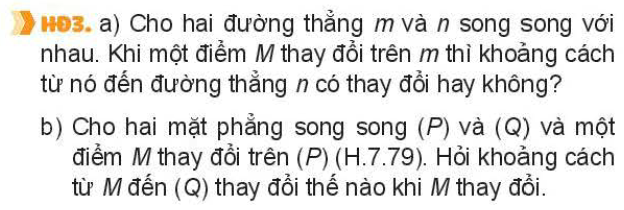 HĐ3. a) Cho hai đường thẳng m và n song song với
nhau. Khi một điểm M thay đổi trên m thì khoảng cách
từ nó đến đường thẳng n có thay đổi hay không?
b) Cho hai mặt phẳng song song (P) và (Q) và một
điểm M thay đổi trên (P) (H.7.79). Hỏi khoảng cách
từ M đến (Q) thay đổi thế nào khi M thay đổi.